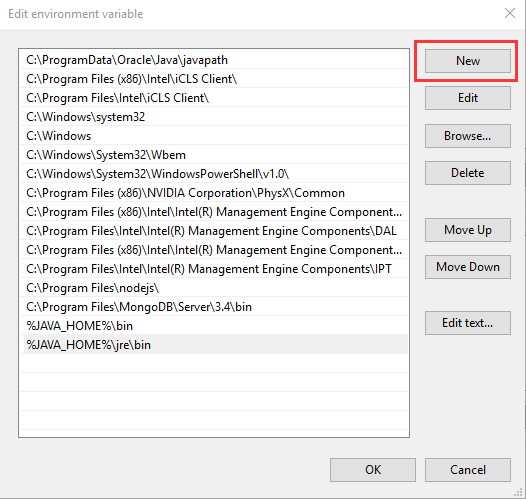 Edit environment variable
C:\ProgramData\Oracle\Java\javapath
C:\Program Files (x86)\Intel\iCLS Client\
C:\Program Files\Intel\iCLS Client\
C:\Windows\system32
C:\Windows
C:\Windows\System32\Wbem
C:\Windows\System32\WindowsPowerShell\v1.0\
C:\Program Files (x86)\NVIDIA Corporation\PhysX\Common
C:\Program Files (x86)\Intel\Intel(R) Management Engine Component...
C:\Program Files\Intel\Intel(R) Management Engine Components\DAL
C:\Program Files (x86)\Intel\Intel(R) Management Engine Component...
C:\Program Files\Intel\Intel(R) Management Engine Components\IPT
C:\Program Files\nodejs\
C:\Program Files\MongoDB\Server\3.4\bin
%JAVA_HOME%\bin
%JAVA_HOME%\jre\bin
New
Edit
Browse...
Delete
Move Up
Move Down
Edit text...
OK
Cancel